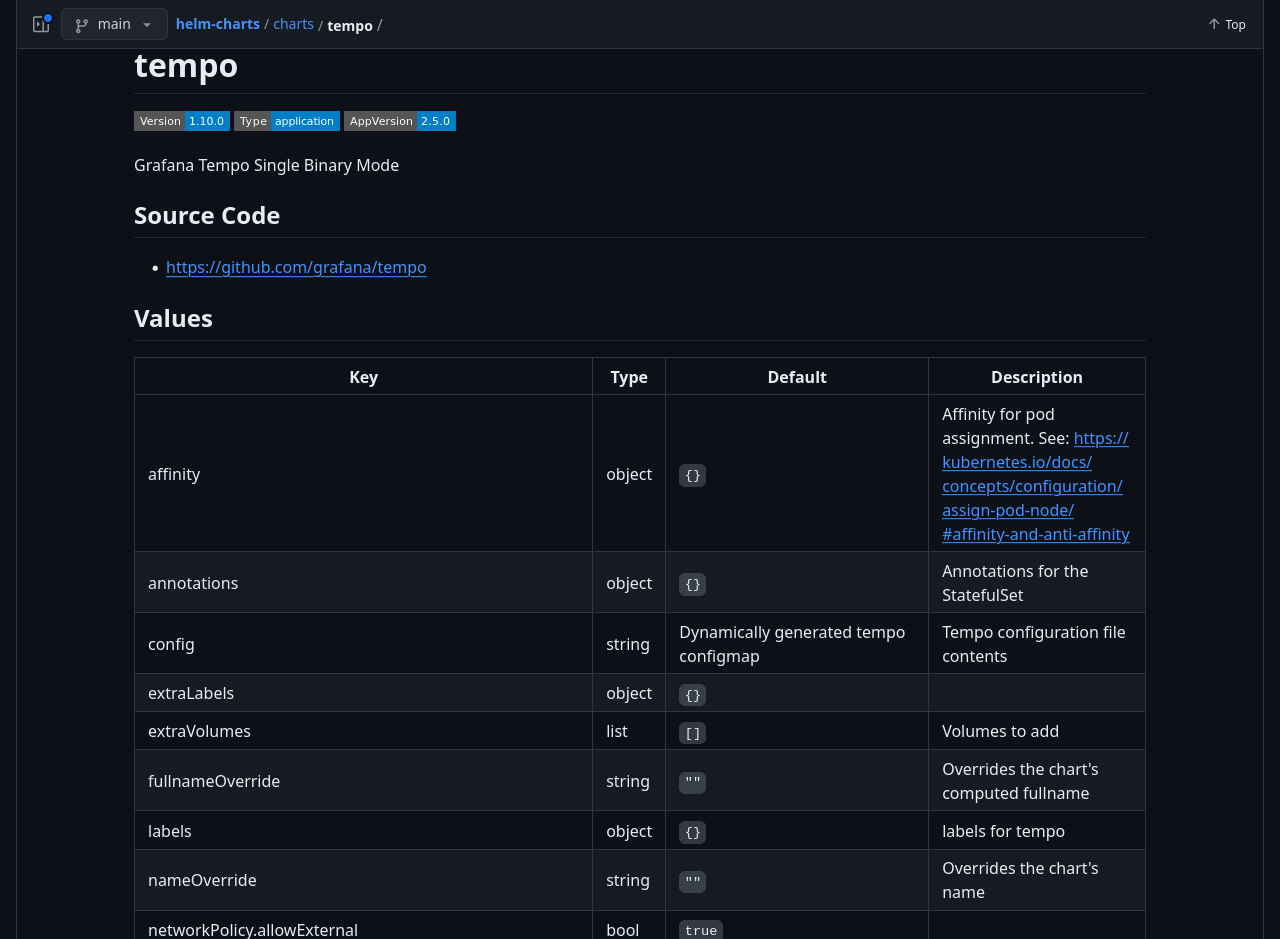 main
helm-charts / charts / tempo /
Top
tempo
Version 1.10.0 Type application AppVersion 2.5.0
Grafana Tempo Single Binary Mode
Source Code
https://github.com/grafana/tempo
Values
Key Type Default Description
affinity object {} Affinity for pod
assignment. See: https://
kubernetes.io/docs/
concepts/configuration/
assign-pod-node/
#affinity-and-anti-affinity
annotations object {} Annotations for the
StatefulSet
config string Dynamically generated tempo
configmap
Tempo configuration file
contents
extraLabels object {}
extraVolumes list [] Volumes to add
fullnameOverride string "" Overrides the chart's
computed fullname
labels object {} labels for tempo
nameOverride string "" Overrides the chart's
name
networkPolicy.allowExternal bool true